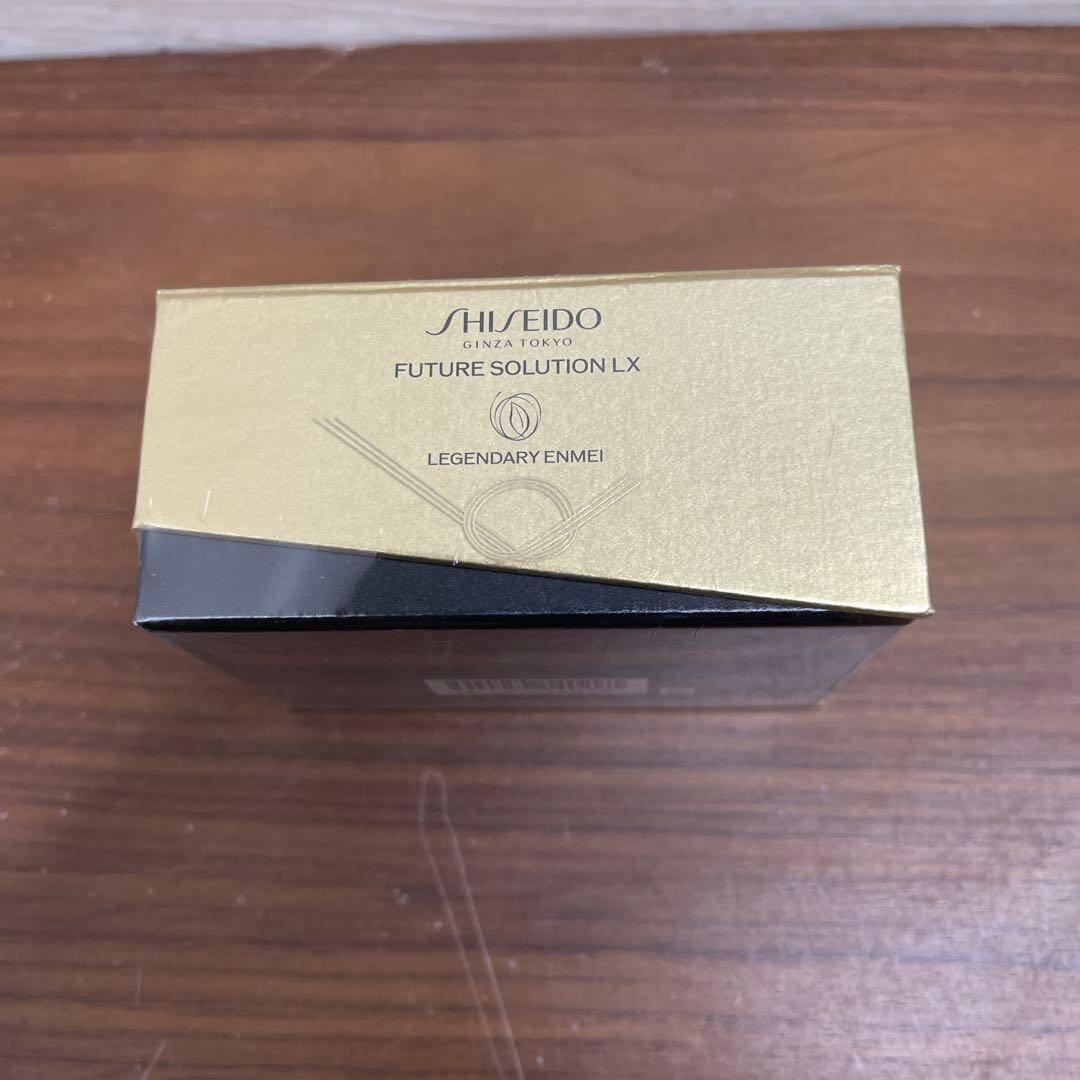 SHISEIDO
GINZA TOKYO
FUTURE SOLUTION LX
LEGENDARY ENMEI